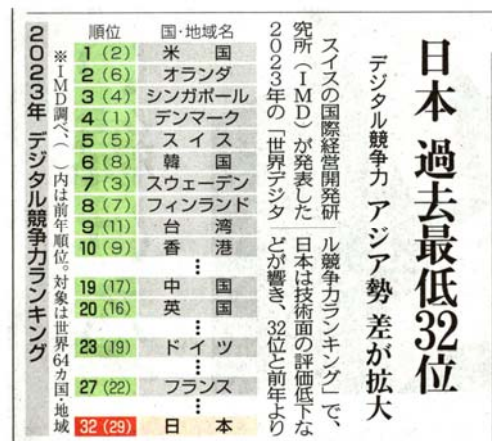 日本 過去最低32位
デジタル競争力 アジア勢 差が拡大
スイスの国際経営開発研
究所（IMD）が発表した
2023年の「世界デジタ
ル競争力ランキング」で、
日本は技術面の評価低下な
どが響き、32位と前年より
2023年 デジタル競争力ランキング
※IMD調べ、（ ）内は前年順位。対象は世界64カ国・地域
順位 国・地域名
1 (2) 米国
2 (6) オランダ
3 (4) シンガポール
4 (1) デンマーク
5 (5) スイス
6 (8) 韓国
7 (3) スウェーデン
8 (7) フィンランド
9 (11) 台湾
10 (9) 香港
⋮
19 (17) 中国
20 (16) 英国
⋮
23 (19) ドイツ
⋮
27 (22) フランス
⋮
32 (29) 日本